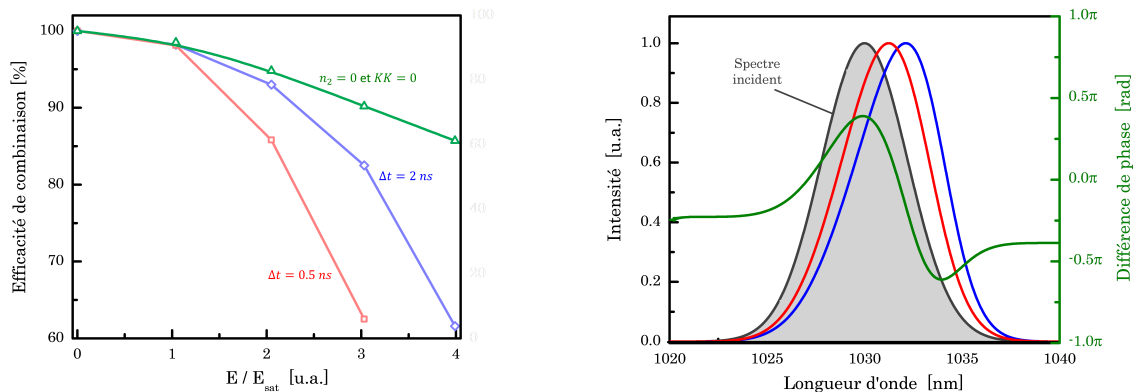 100
90
80
70
60
100
80
60
40
20
0
Efficacité de combinaison [%]
n₂ = 0 et KK = 0
Δt = 2 ns
Δt = 0.5 ns
0
1
2
3
4
E / E_sat [u.a.]
1.0
0.8
0.6
0.4
0.2
0.0
Intensité [u.a.]
Spectre
incident
1.0π
0.5π
0.0π
-0.5π
-1.0π
Différence de phase [rad]
1020
1025
1030
1035
1040
Longueur d'onde [nm]